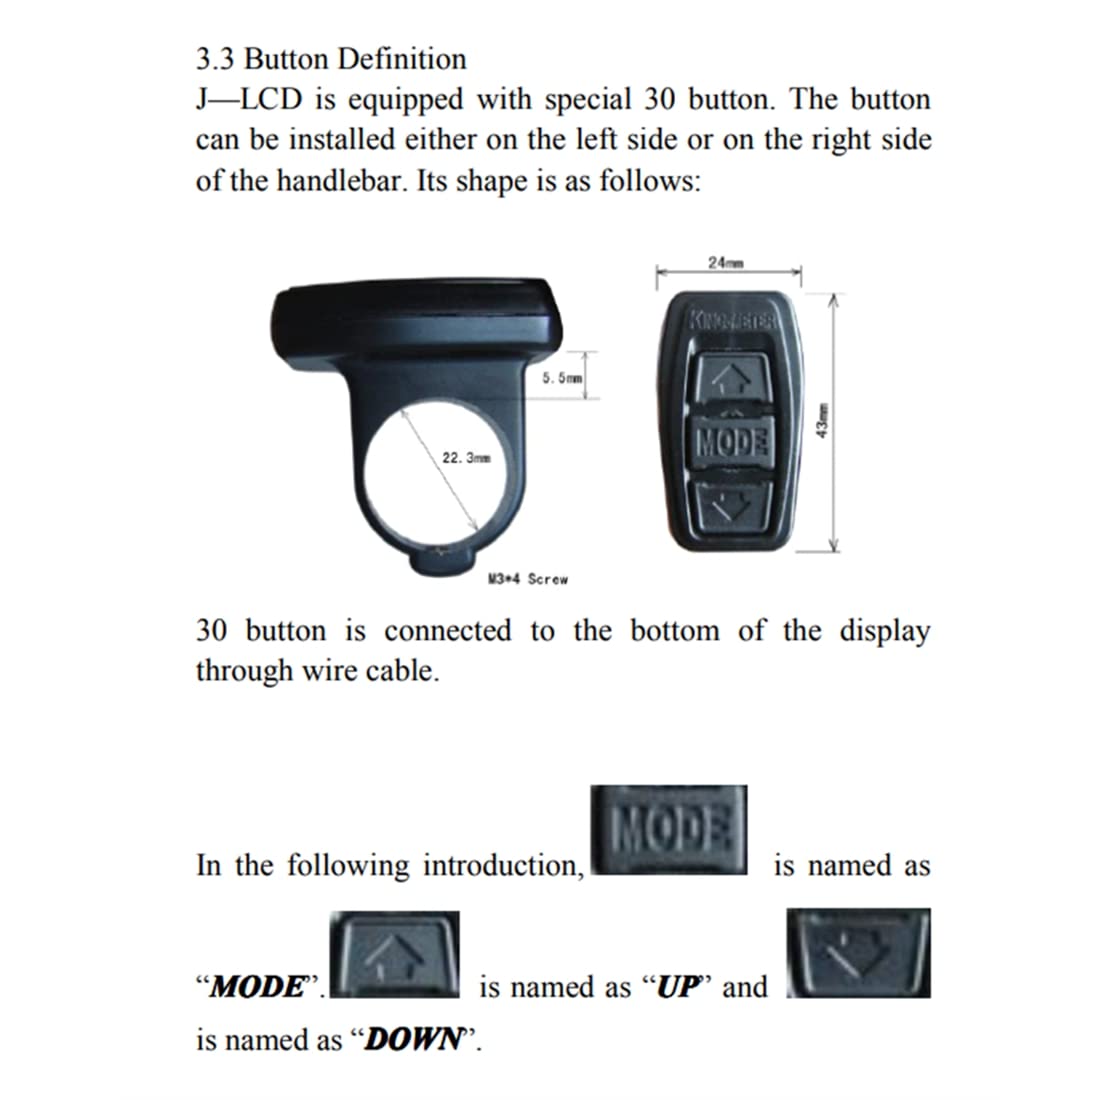 3.3 Button Definition
J—LCD is equipped with special 30 button. The button
can be installed either on the left side or on the right side
of the handlebar. Its shape is as follows:
24mm
KINGMETER
5.5mm
43mm
MODE
22.3mm
M3*4 Screw
30 button is connected to the bottom of the display
through wire cable.
MODE
In the following introduction, is named as
“MODE”. is named as “UP” and
is named as “DOWN”.